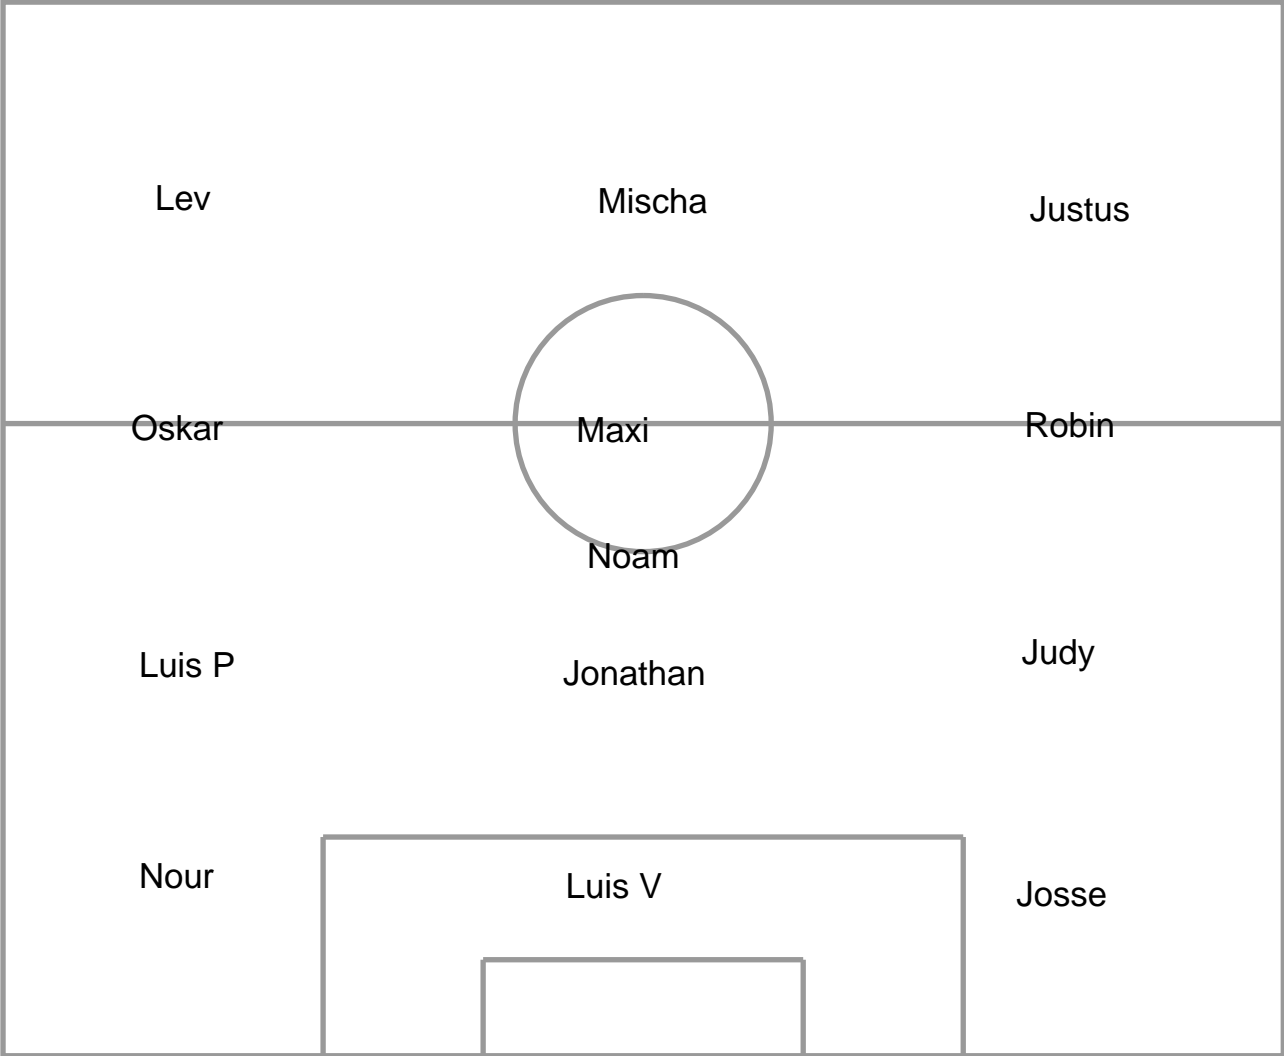 Lev
Mischa
Justus
Oskar
Maxi
Robin
Noam
Luis P
Jonathan
Judy
Nour
Luis V
Josse